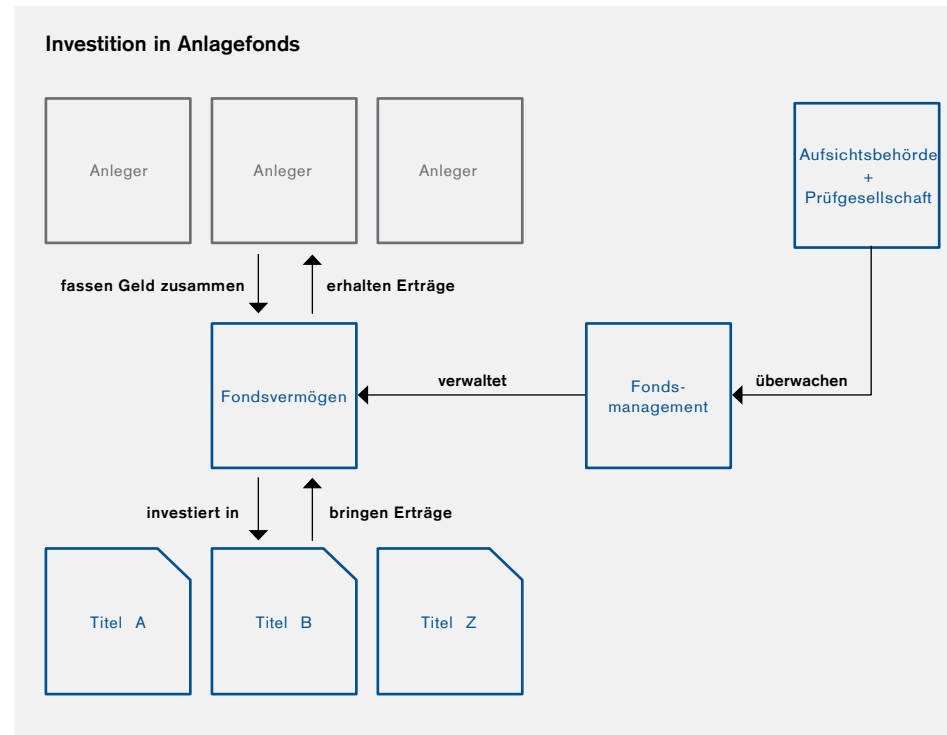 Investition in Anlagefonds
Anleger
Anleger
Anleger
Aufsichtsbehörde
+
Prüfgesellschaft
fassen Geld zusammen
erhalten Erträge
Fondsvermögen
verwaltet
Fonds-
management
überwachen
investiert in
bringen Erträge
Titel A
Titel B
Titel Z